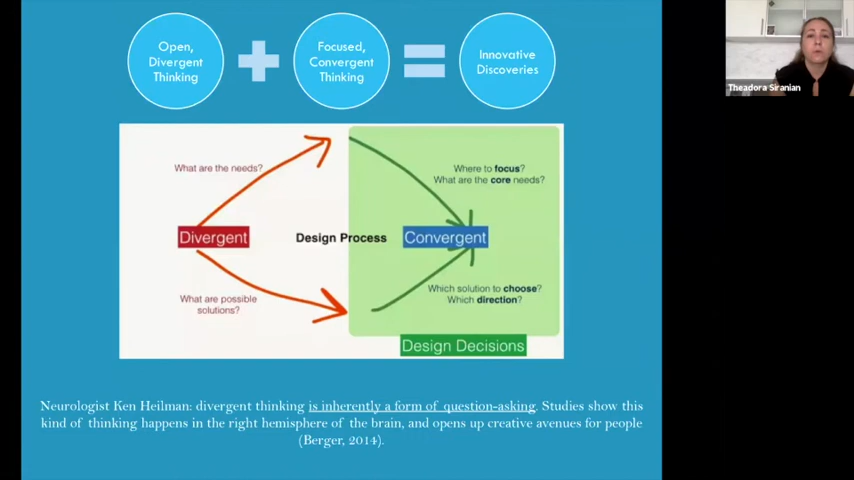 Open,
Divergent
Thinking
Focused,
Convergent
Thinking
Innovative
Discoveries
Theadora Siranian
What are the needs?
Where to focus?
What are the core needs?
Divergent
Design Process
Convergent
What are possible
solutions?
Which solution to choose?
Which direction?
Design Decisions
Neurologist Ken Heilman: divergent thinking is inherently a form of question-asking. Studies show this
kind of thinking happens in the right hemisphere of the brain, and opens up creative avenues for people
(Berger, 2014).